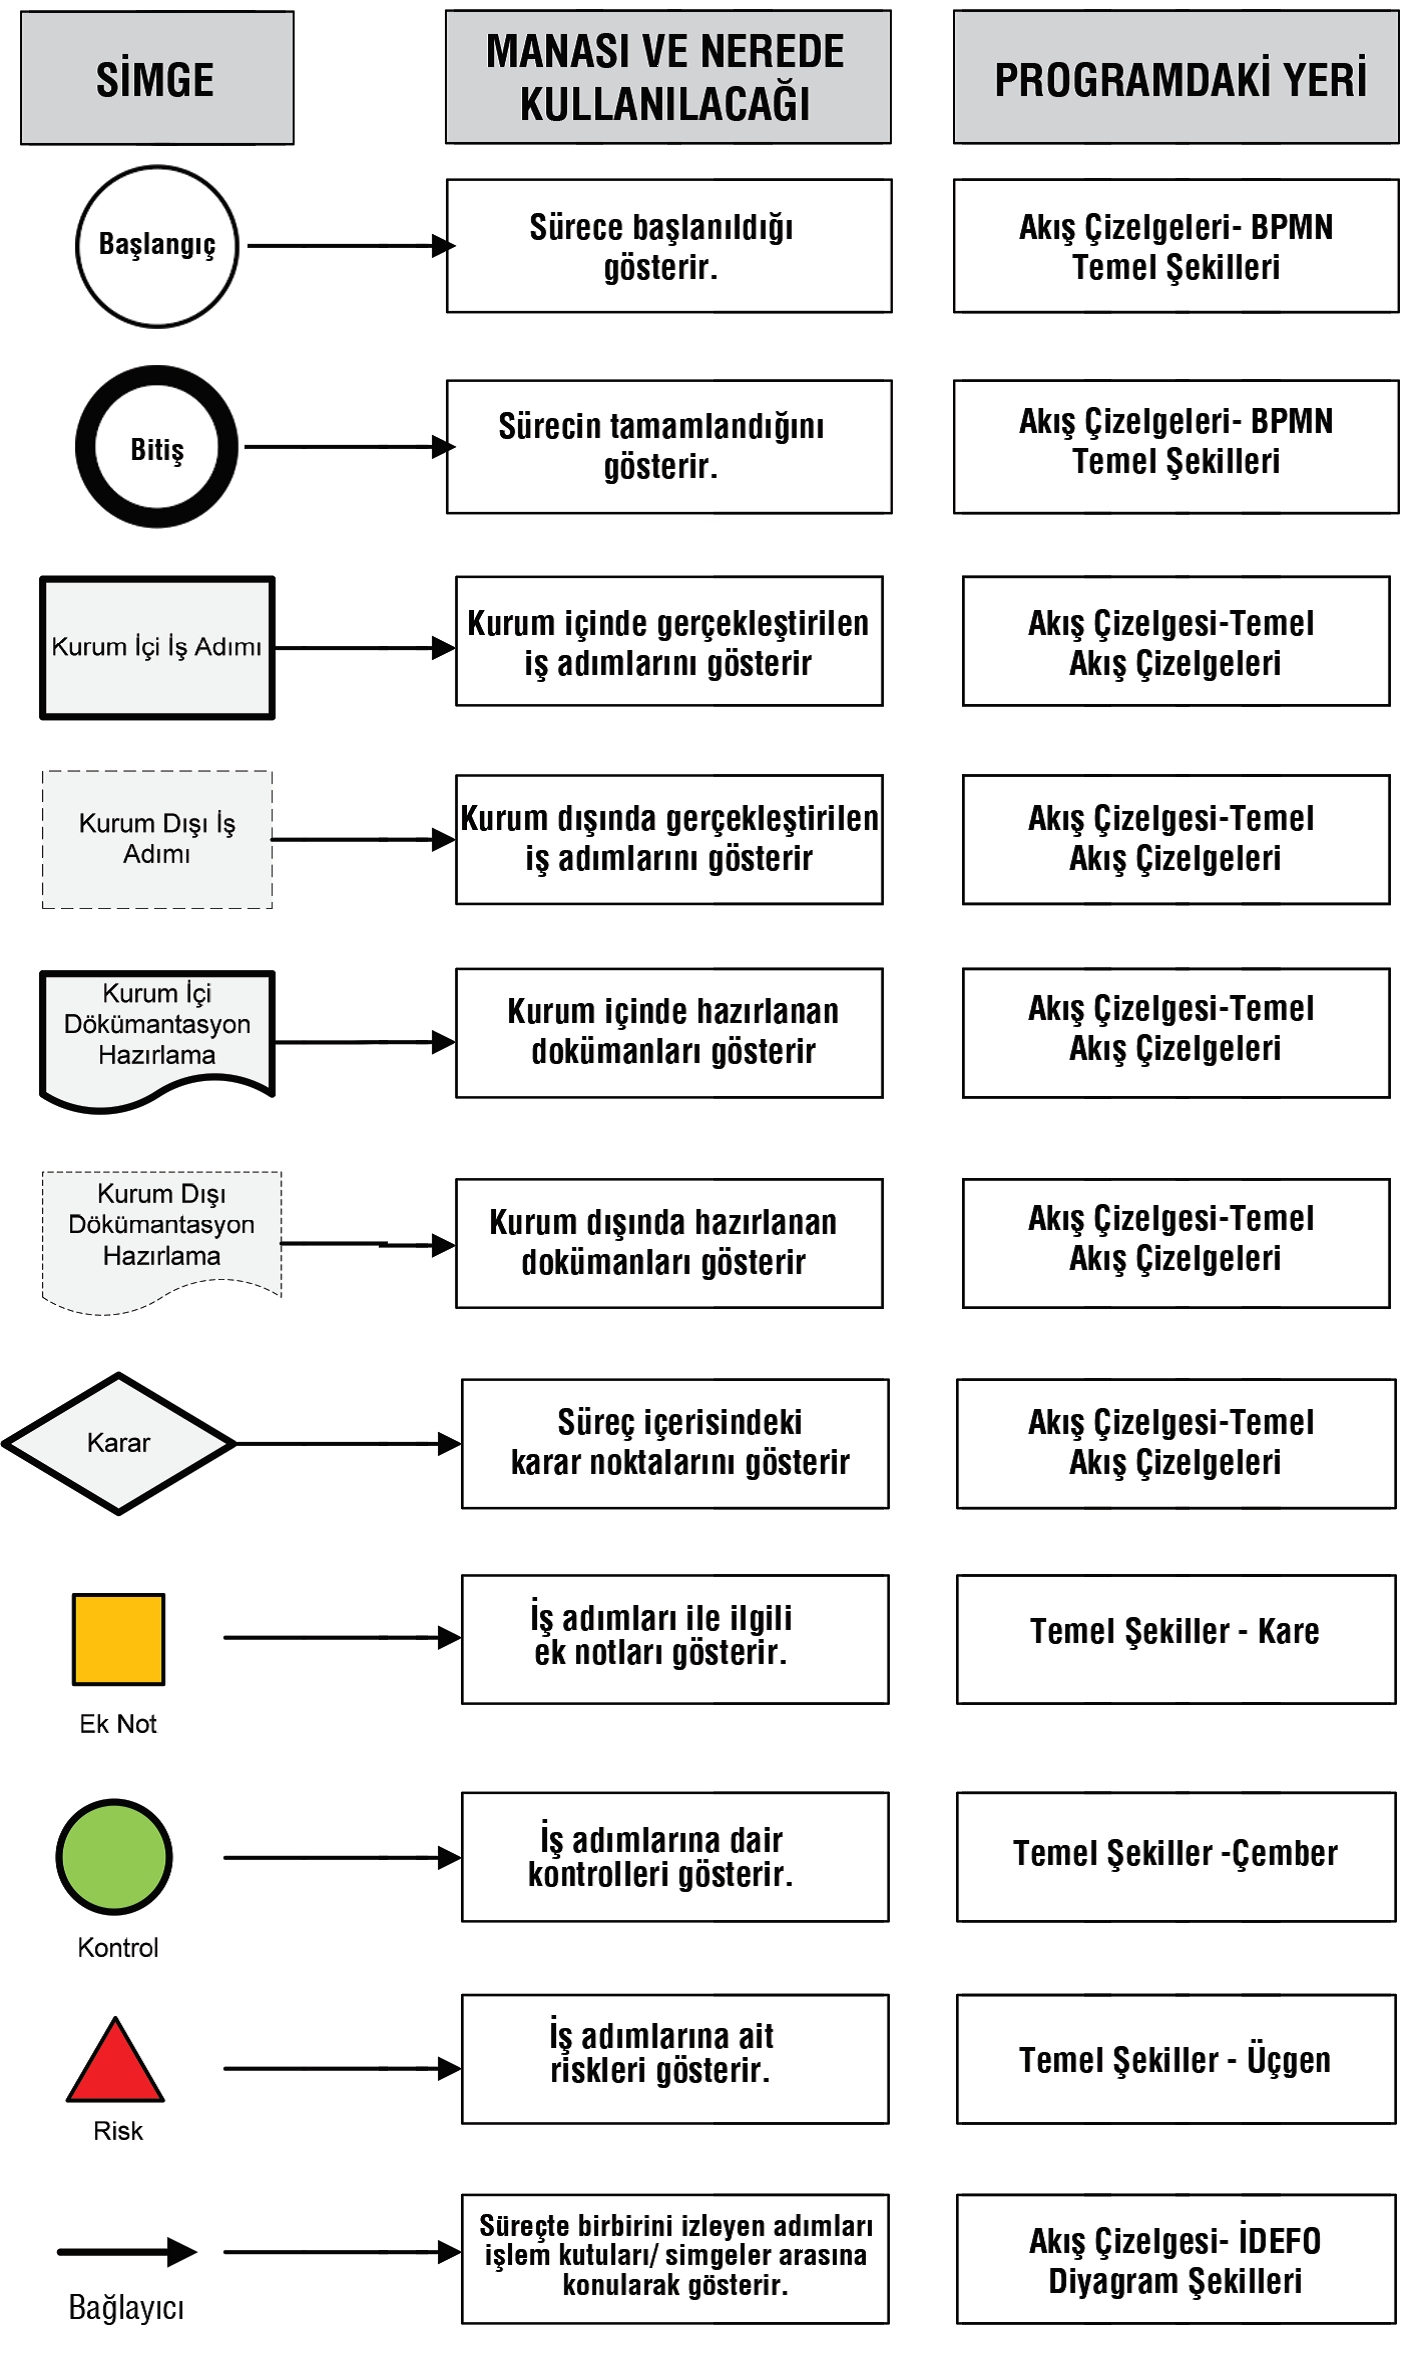 SİMGE
MANASI VE NEREDE
KULLANILACAĞI
PROGRAMDAKİ YERİ
Başlangıç
Sürece başlanıldığı
gösterir.
Akış Çizelgeleri- BPMN
Temel Şekilleri
Bitiş
Sürecin tamamlandığını
gösterir.
Akış Çizelgeleri- BPMN
Temel Şekilleri
Kurum İçi İş Adımı
Kurum içinde gerçekleştirilen
iş adımlarını gösterir
Akış Çizelgesi-Temel
Akış Çizelgeleri
Kurum Dışı İş
Adımı
Kurum dışında gerçekleştirilen
iş adımlarını gösterir
Akış Çizelgesi-Temel
Akış Çizelgeleri
Kurum İçi
Dökümantasyon
Hazırlama
Kurum içinde hazırlanan
dokümanları gösterir
Akış Çizelgesi-Temel
Akış Çizelgeleri
Kurum Dışı
Dökümantasyon
Hazırlama
Kurum dışında hazırlanan
dokümanları gösterir
Akış Çizelgesi-Temel
Akış Çizelgeleri
Karar
Süreç içerisindeki
karar noktalarını gösterir
Akış Çizelgesi-Temel
Akış Çizelgeleri
Ek Not
İş adımları ile ilgili
ek notları gösterir.
Temel Şekiller - Kare
Kontrol
İş adımlarına dair
kontrolleri gösterir.
Temel Şekiller -Çember
Risk
İş adımlarına ait
riskleri gösterir.
Temel Şekiller - Üçgen
Bağlayıcı
Süreçte birbirini izleyen adımları
işlem kutuları/ simgeler arasına
konularak gösterir.
Akış Çizelgesi- İDEFO
Diyagram Şekilleri